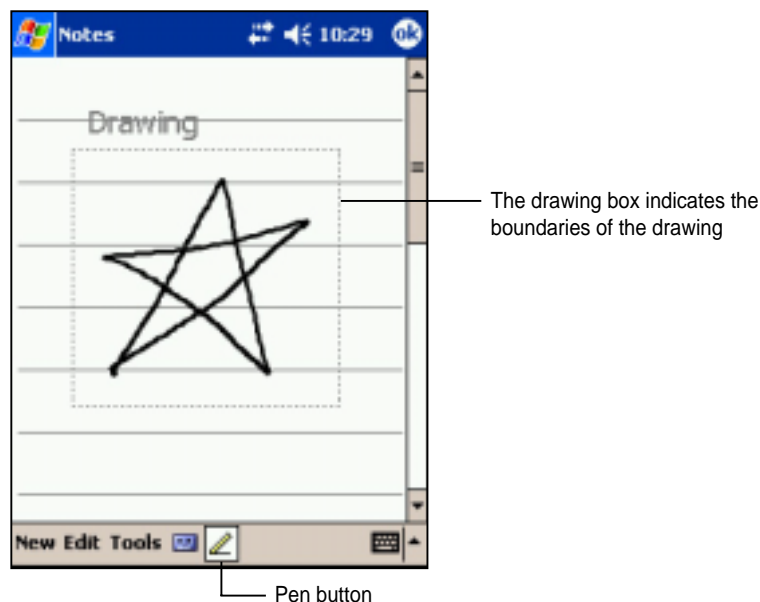 Notes 10:29 ok
Drawing
The drawing box indicates the
boundaries of the drawing
New Edit Tools
Pen button